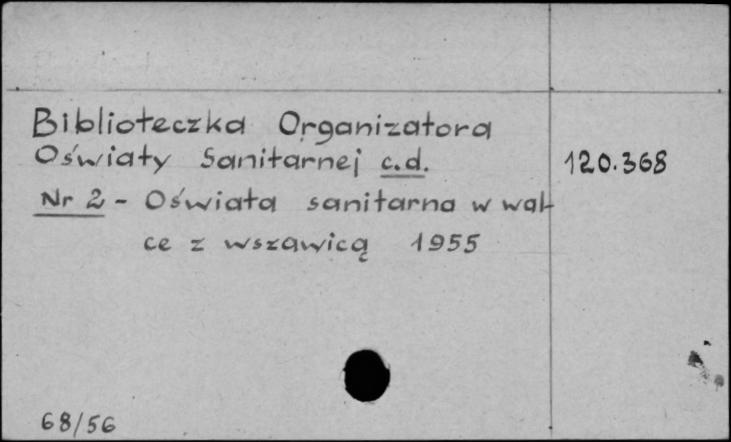 Biblioteczka Organizatora
Oświaty Sanitarnej c.d.
120.368
Nr 2 - Oświata sanitarna w wal-
ce z wszawicą 1955
68/56